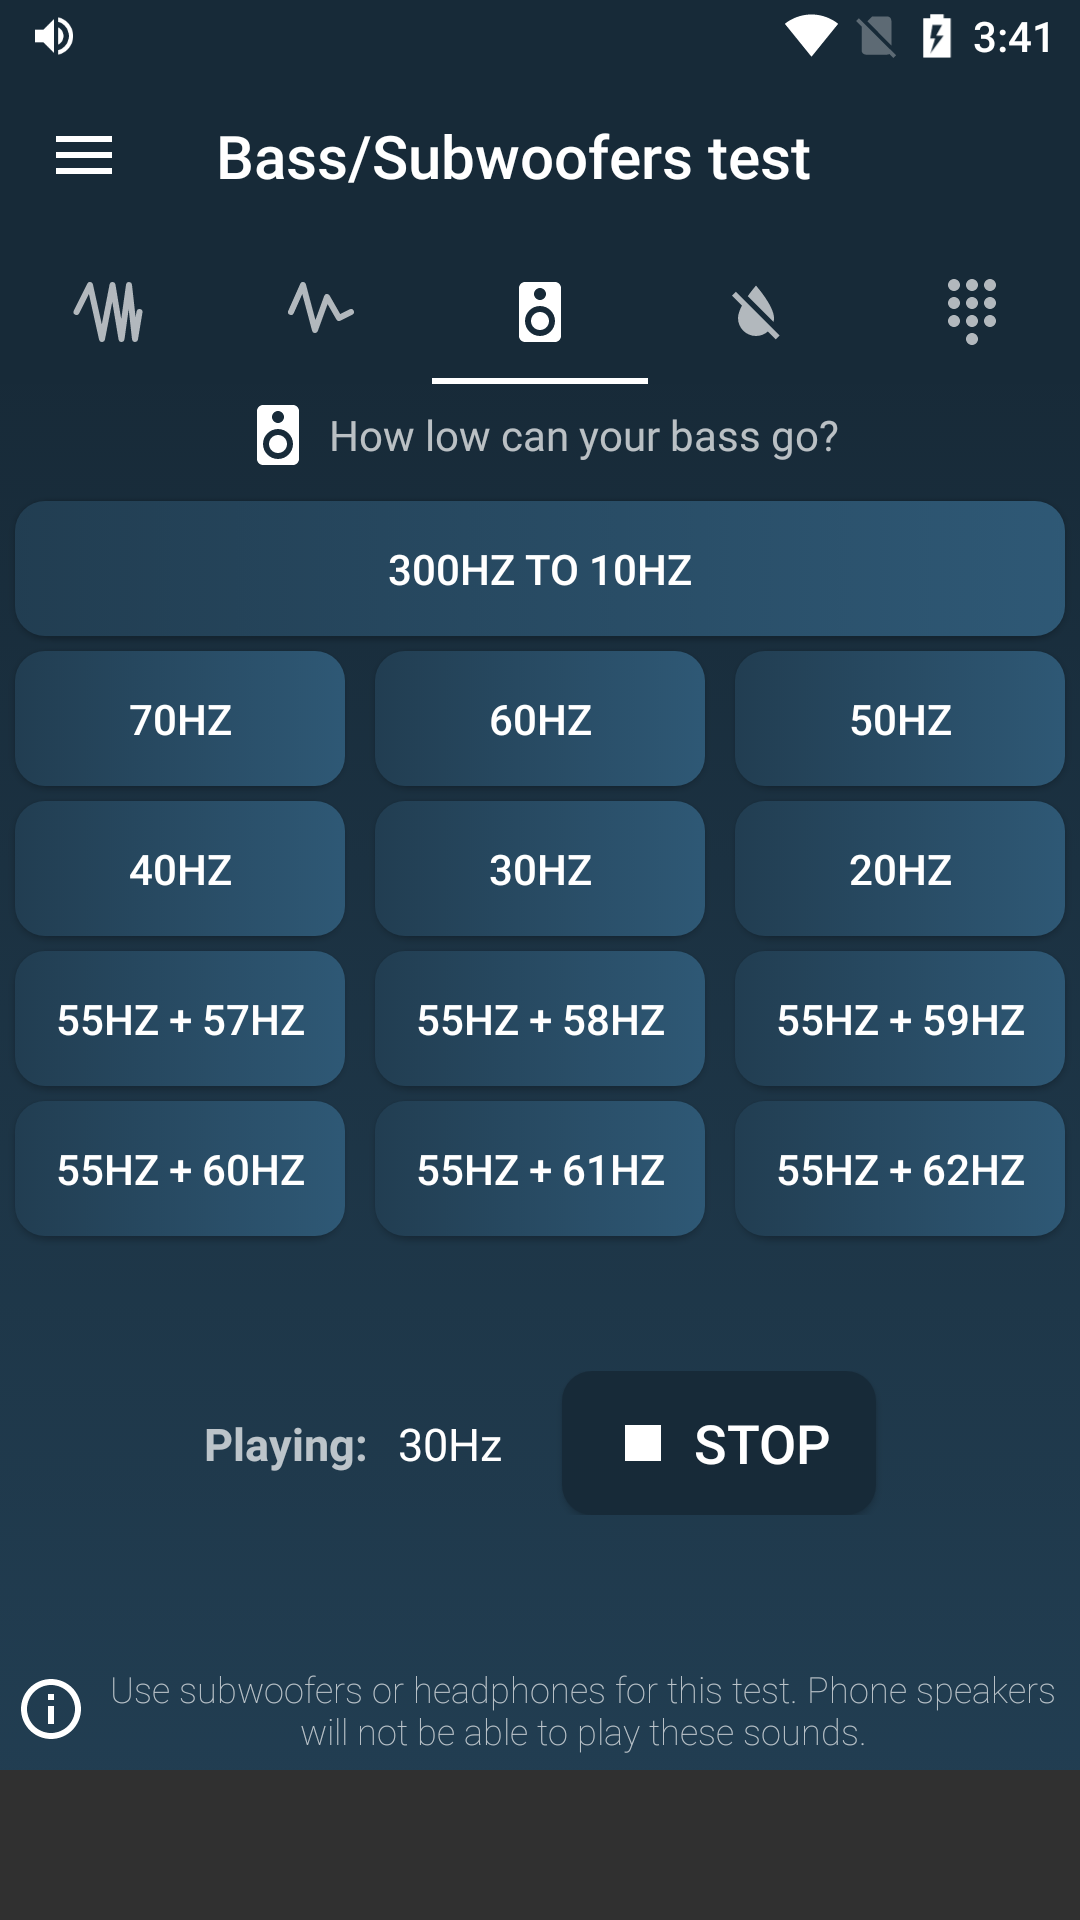 3:41
Bass/Subwoofers test
How low can your bass go?
300HZ TO 10HZ
70HZ 60HZ 50HZ
40HZ 30HZ 20HZ
55HZ + 57HZ 55HZ + 58HZ 55HZ + 59HZ
55HZ + 60HZ 55HZ + 61HZ 55HZ + 62HZ
Playing: 30Hz STOP
Use subwoofers or headphones for this test. Phone speakers
will not be able to play these sounds.